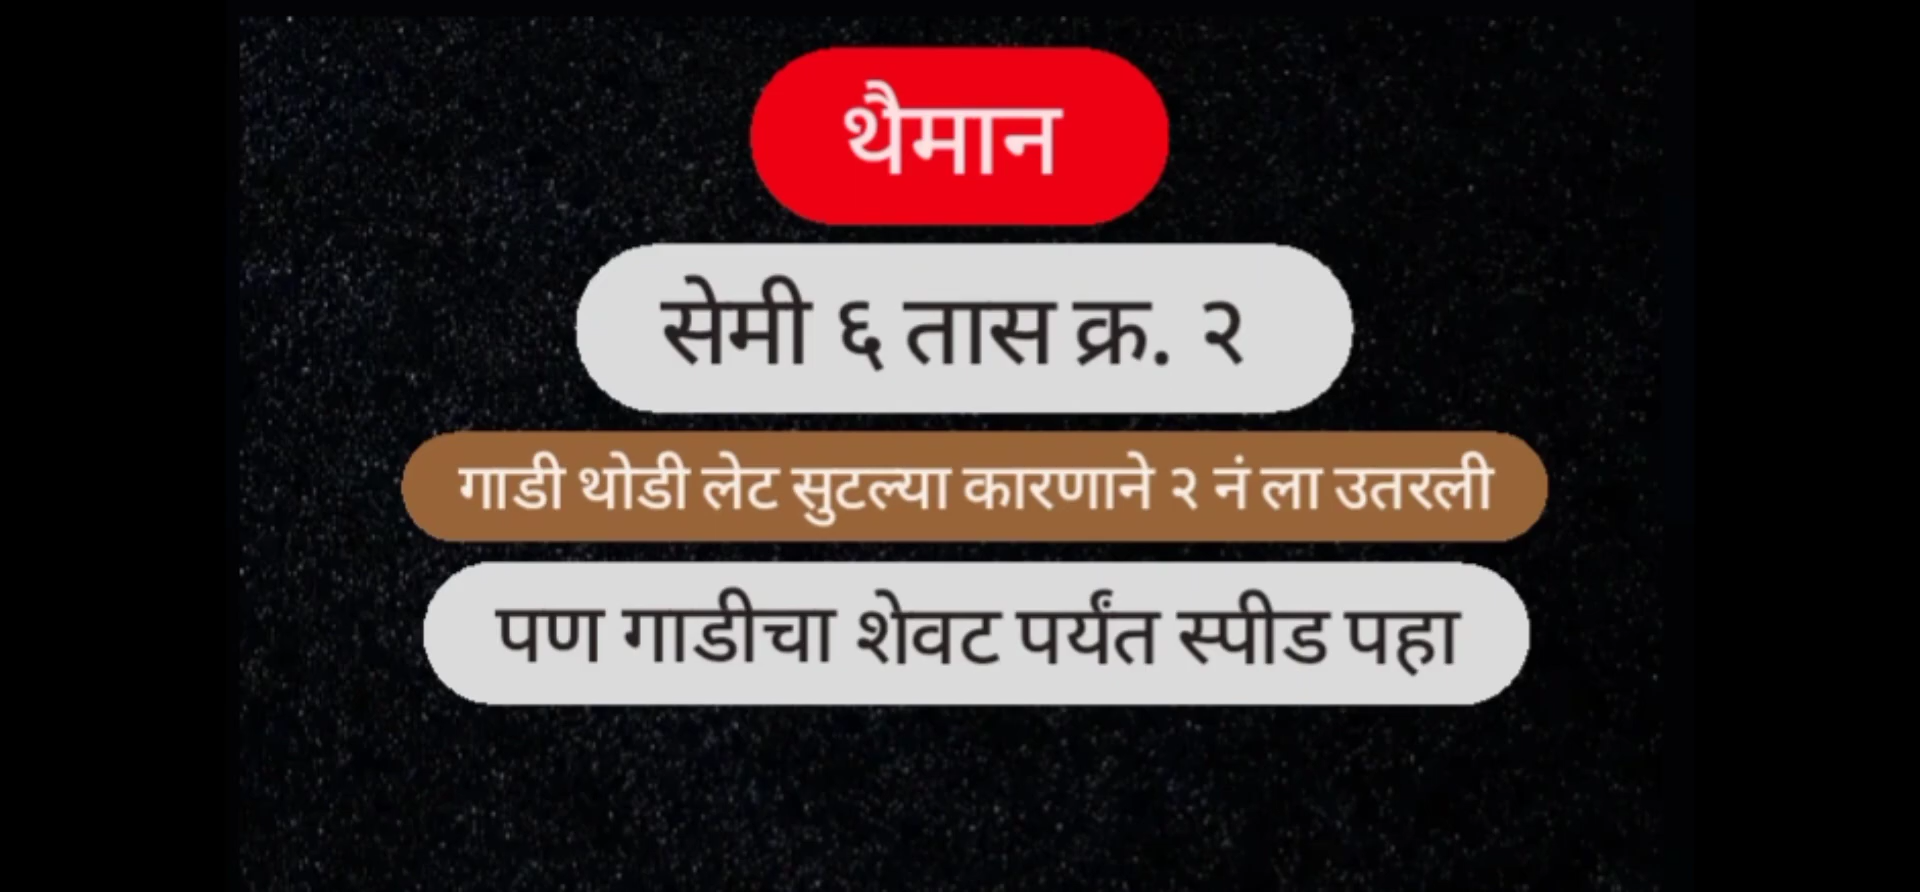 थैमान
सेमी ६ तास क्र. २
गाडी थोडी लेट सुटल्या कारणाने २ नं ला उतरली
पण गाडीचा शेवट पर्यंत स्पीड पहा